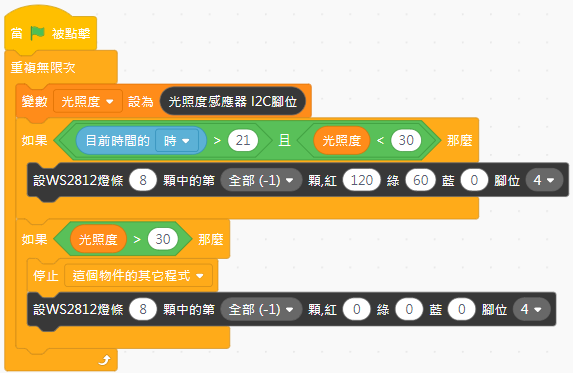 當 被點擊
重複無限次
變數 光照度 設為 光照度感應器 I2C腳位
如果 目前時間的 時 > 21 且 光照度 < 30 那麼
設WS2812燈條 8 顆中的第 全部 (-1) 顆,紅 120 綠 60 藍 0 腳位 4
如果 光照度 > 30 那麼
停止 這個物件的其它程式
設WS2812燈條 8 顆中的第 全部 (-1) 顆,紅 0 綠 0 藍 0 腳位 4